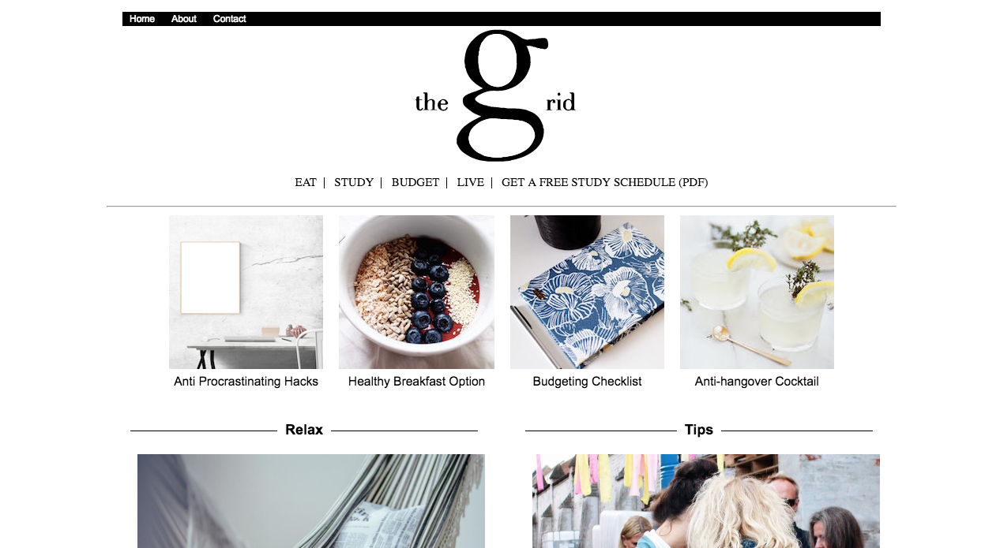 Home About Contact
the g rid
EAT | STUDY | BUDGET | LIVE | GET A FREE STUDY SCHEDULE (PDF)
Anti Procrastinating Hacks
Healthy Breakfast Option
Budgeting Checklist
Anti-hangover Cocktail
Relax
Tips